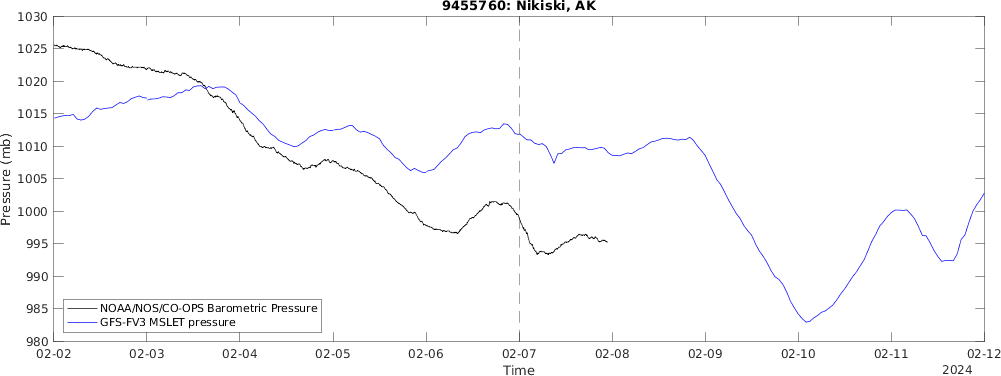 9455760: Nikiski, AK
Pressure (mb)
1030
1025
1020
1015
1010
1005
1000
995
990
985
980
NOAA/NOS/CO-OPS Barometric Pressure
GFS-FV3 MSLET pressure
02-02 02-03 02-04 02-05 02-06 02-07 02-08 02-09 02-10 02-11 02-12
Time
2024